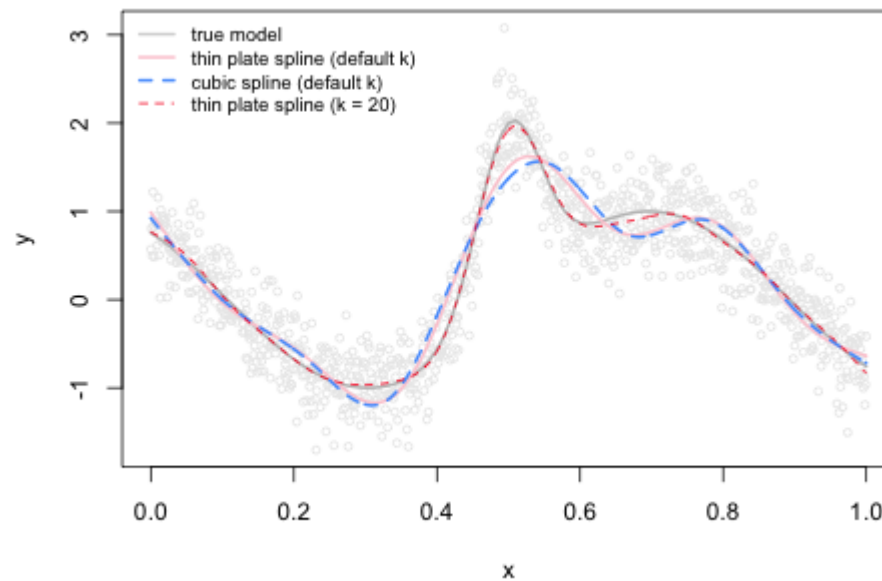 true model
thin plate spline (default k)
cubic spline (default k)
thin plate spline (k = 20)
3
2
1
0
-1
y
0.0 0.2 0.4 0.6 0.8 1.0
x